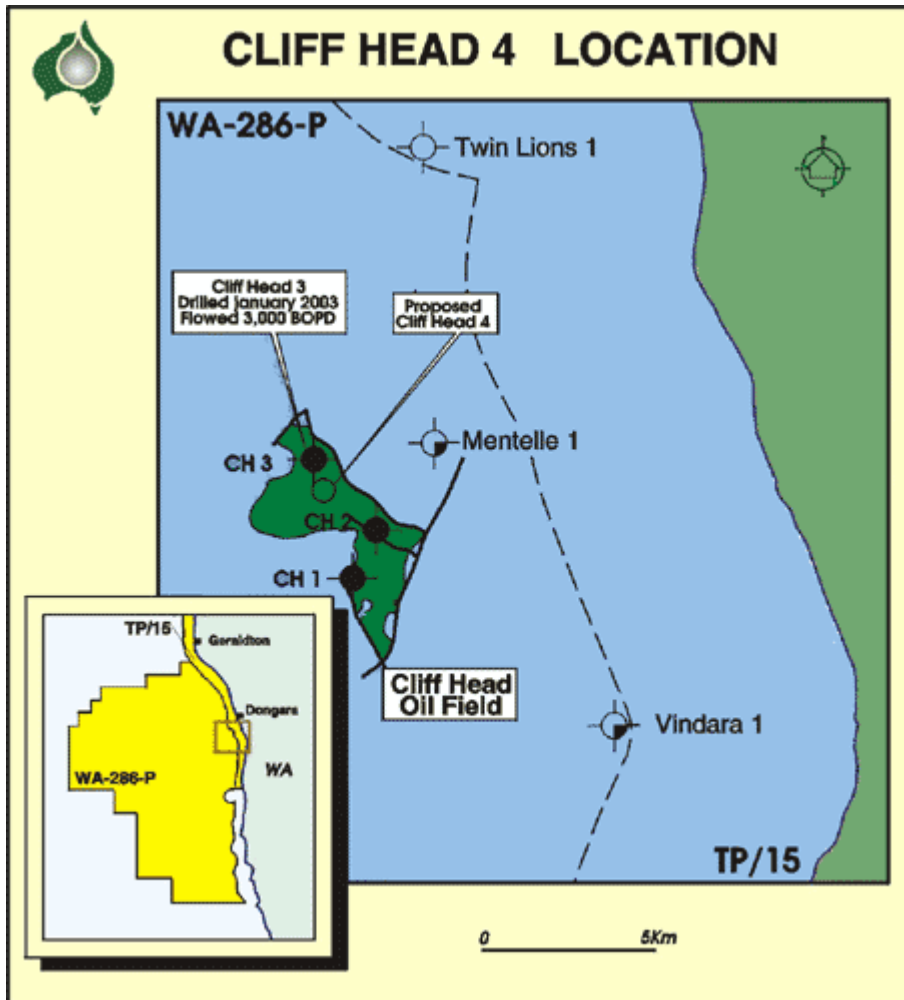 CLIFF HEAD 4 LOCATION
WA-286-P
Twin Lions 1
Cliff Head 3
Drilled january 2003
Flowed 3,000 BOPD
Proposed
Cliff Head 4
Mentelle 1
CH 3
CH 2
CH 1
Cliff Head
Oil Field
Vindara 1
TP/15
TP/15
Geraldton
Dongara
WA
WA-286-P
0 5Km